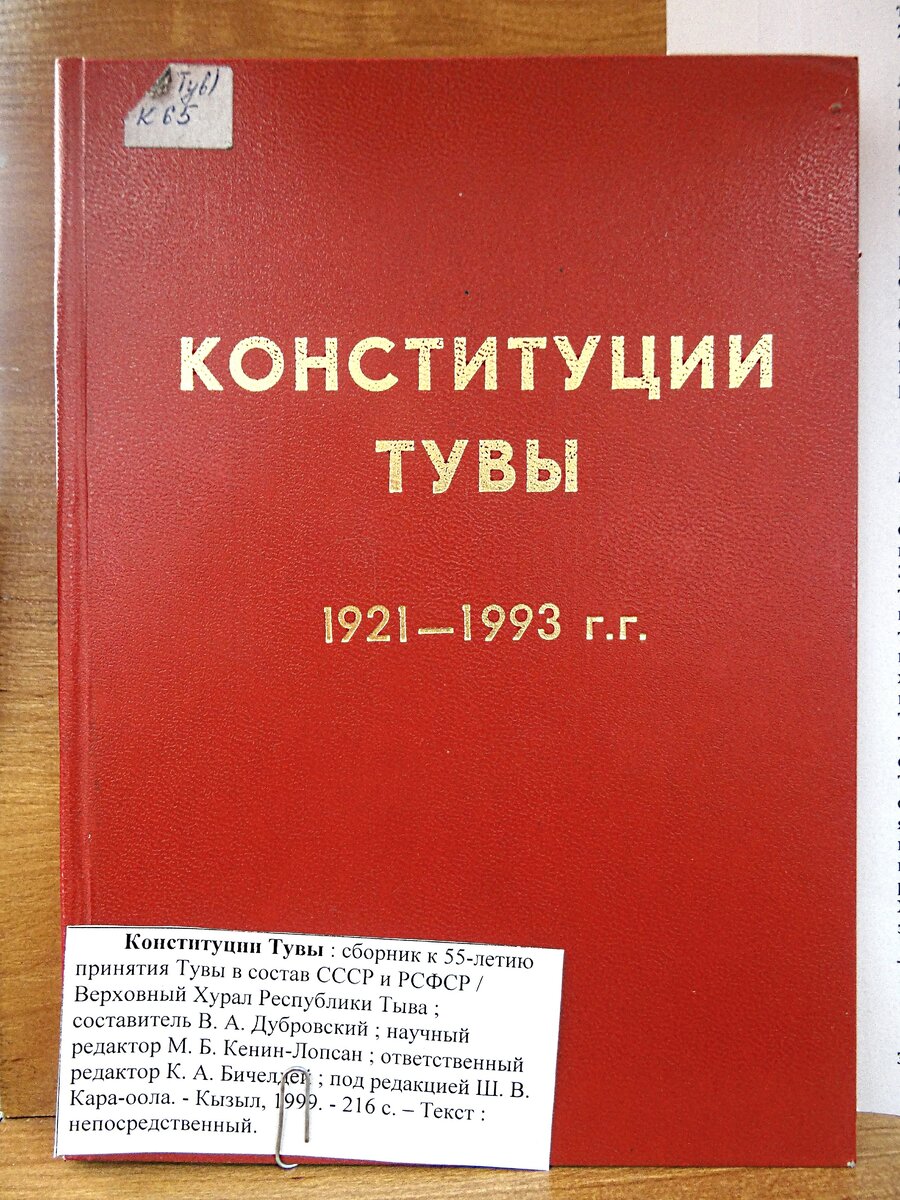 Тув)
К 65
КОНСТИТУЦИИ
ТУВЫ
1921—1993 г.г.
Конституции Тувы : сборник к 55-летию
принятия Тувы в состав СССР и РСФСР /
Верховный Хурал Республики Тыва ;
составитель В. А. Дубровский ; научный
редактор М. Б. Кенин-Лопсан ; ответственный
редактор К. А. Бичелдей ; под редакцией Ш. В.
Кара-оола. - Кызыл, 1999. - 216 с. – Текст :
непосредственный.